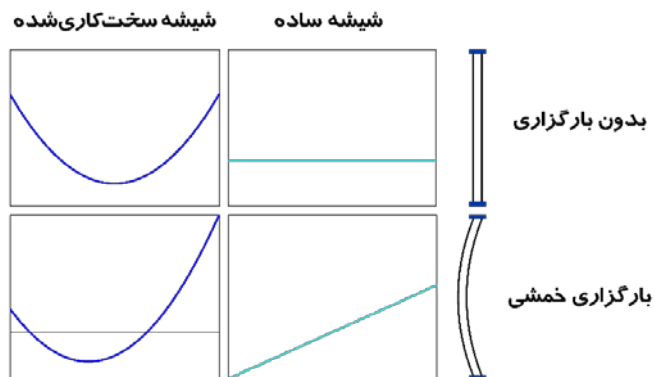 شیشه ساده
شیشه سخت‌کاری‌شده
بدون بارگزاری
بارگزاری خمشی